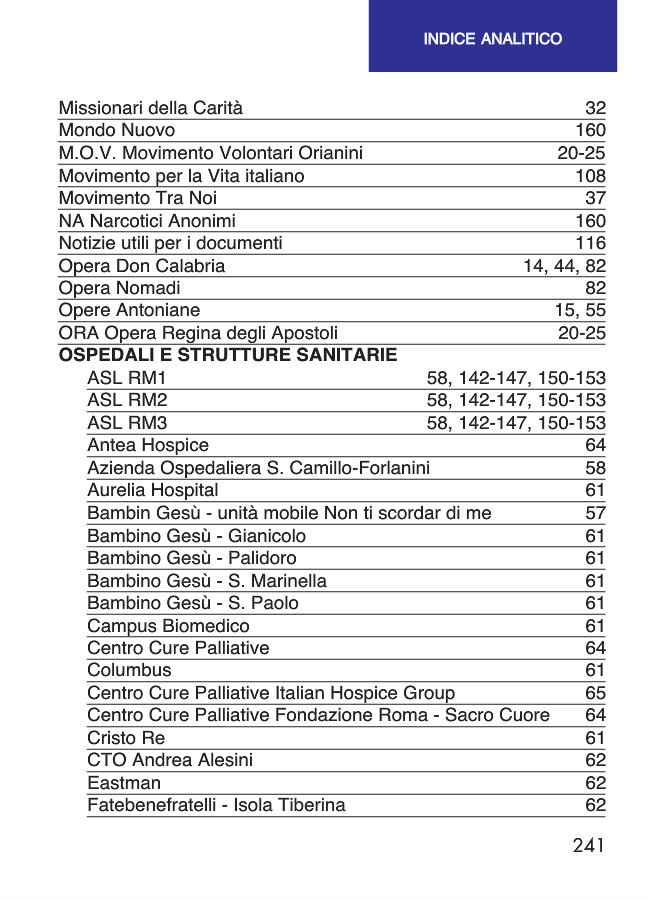 INDICE ANALITICO
Missionari della Carità 32
Mondo Nuovo 160
M.O.V. Movimento Volontari Orianini 20-25
Movimento per la Vita italiano 108
Movimento Tra Noi 37
NA Narcotici Anonimi 160
Notizie utili per i documenti 116
Opera Don Calabria 14, 44, 82
Opera Nomadi 82
Opere Antoniane 15, 55
ORA Opera Regina degli Apostoli 20-25
OSPEDALI E STRUTTURE SANITARIE
ASL RM1 58, 142-147, 150-153
ASL RM2 58, 142-147, 150-153
ASL RM3 58, 142-147, 150-153
Antea Hospice 64
Azienda Ospedaliera S. Camillo-Forlanini 58
Aurelia Hospital 61
Bambin Gesù - unità mobile Non ti scordar di me 57
Bambino Gesù - Gianicolo 61
Bambino Gesù - Palidoro 61
Bambino Gesù - S. Marinella 61
Bambino Gesù - S. Paolo 61
Campus Biomedico 61
Centro Cure Palliative 64
Columbus 61
Centro Cure Palliative Italian Hospice Group 65
Centro Cure Palliative Fondazione Roma - Sacro Cuore 64
Cristo Re 61
CTO Andrea Alesini 62
Eastman 62
Fatebenefratelli - Isola Tiberina 62
241